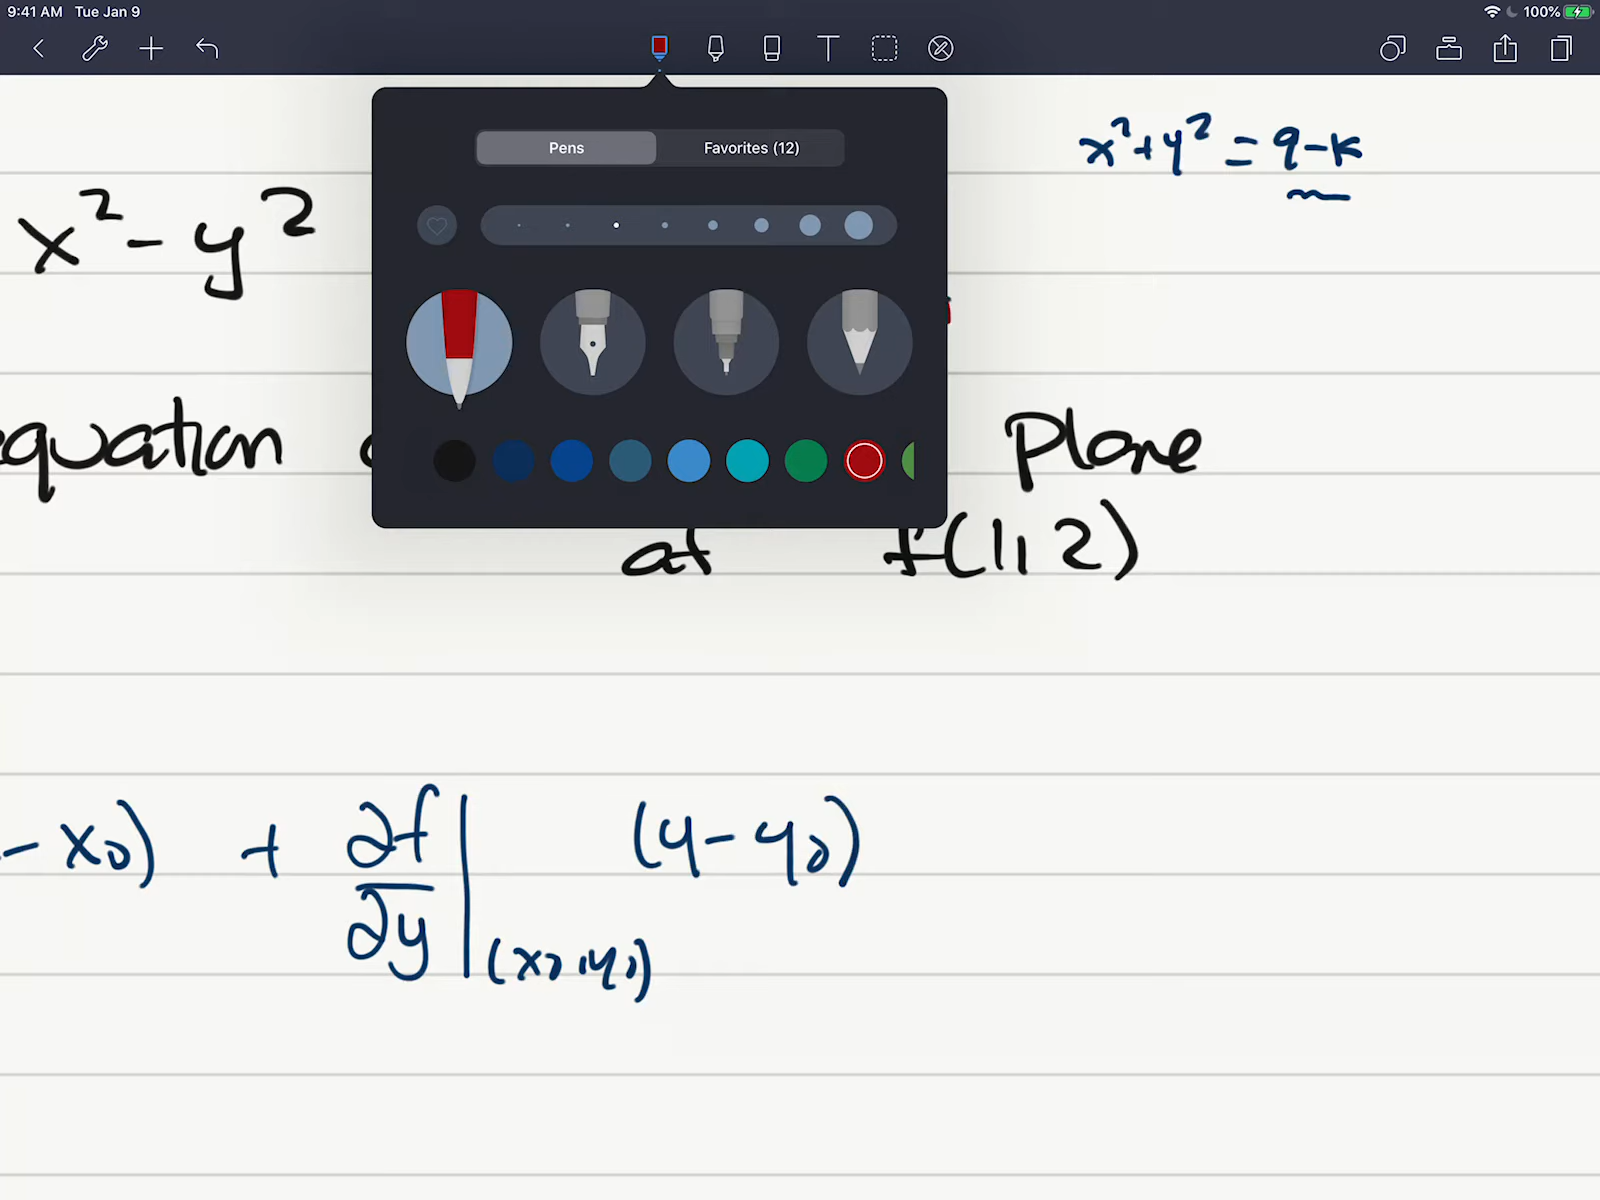 9:41 AM Tue Jan 9
100%
Pens
Favorites (12)
x² + y² = 9 - k
x² - y²
equation
plane
at f(1, 2)
- x₀) + ∂f/∂y |(x₀, y₀) (y - y₀)